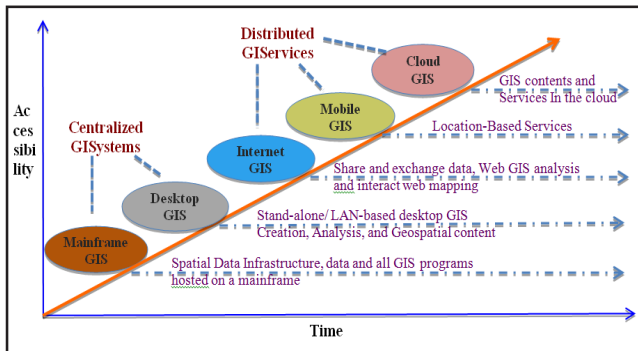 Distributed
GIServices
Cloud
GIS
GIS contents and
Services In the cloud
Mobile
GIS
Location-Based Services
Ac
ces
sibi
lity
Centralized
GISystems
Internet
GIS
Share and exchange data, Web GIS analysis
and interact web mapping
Desktop
GIS
Stand-alone/ LAN-based desktop GIS
Creation, Analysis, and Geospatial content
Mainframe
GIS
Spatial Data Infrastructure, data and all GIS programs
hosted on a mainframe
Time